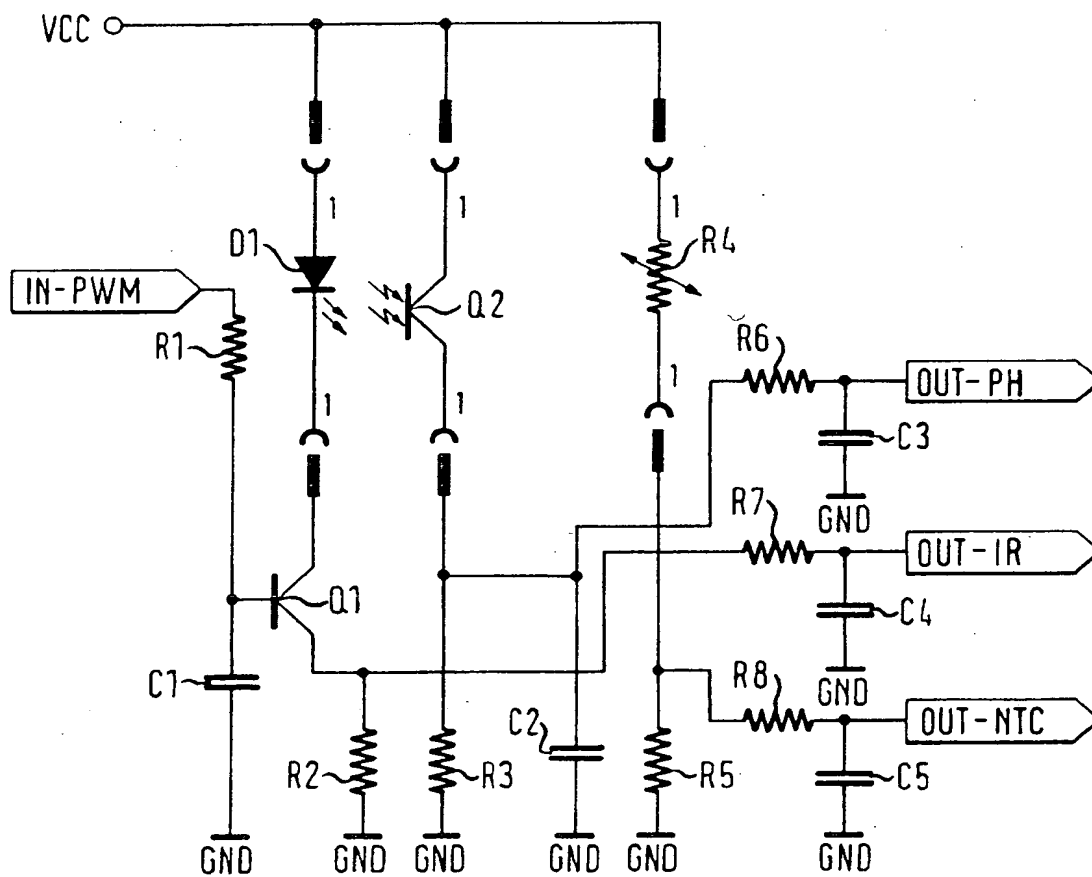 VCC
1
1
1
D1
R4
IN-PWM
Q2
R1
R6
1
1
1
OUT-PH
C3
R7
GND
OUT-IR
Q1
C4
C1
R8
GND
OUT-NTC
C2
R2
R3
R5
C5
GND
GND
GND
GND
GND
GND